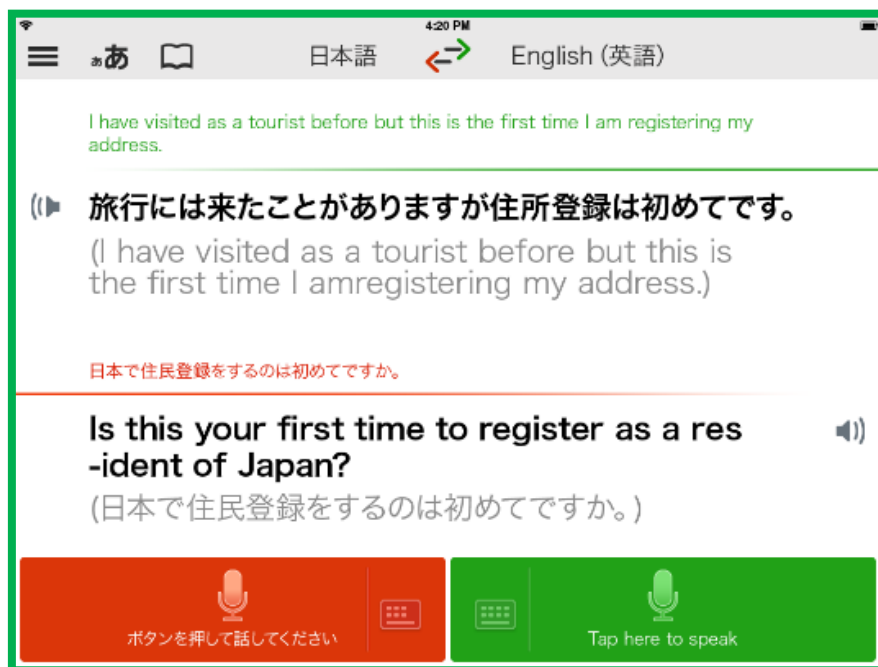 4:20 PM
ああ 日本語 English (英語)
I have visited as a tourist before but this is the first time I am registering my
address.
旅行には来たことがありますが住所登録は初めてです。
(I have visited as a tourist before but this is
the first time I amregistering my address.)
日本で住民登録をするのは初めてですか。
Is this your first time to register as a res
-ident of Japan?
(日本で住民登録をするのは初めてですか。)
ボタンを押して話してください
Tap here to speak